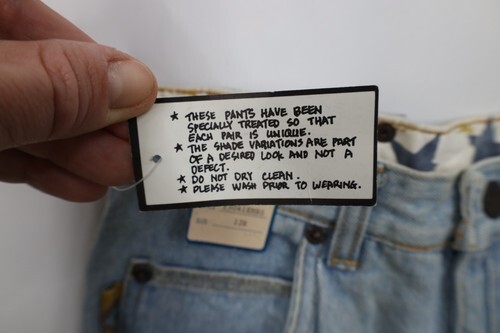 ★ THESE PANTS HAVE BEEN
SPECIALLY TREATED SO THAT
EACH PAIR IS UNIQUE.
★ THE SHADE VARIATIONS ARE PART
OF A DESIRED LOOK AND NOT A
DEFECT.
★ DO NOT DRY CLEAN.
★ PLEASE WASH PRIOR TO WEARING.